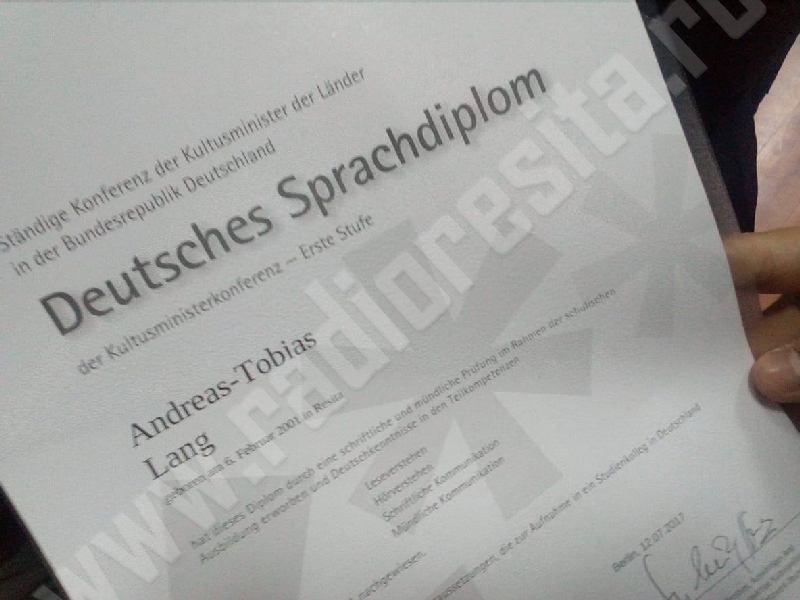 Ständige Konferenz der Kultusminister der Länder
in der Bundesrepublik Deutschland
Deutsches Sprachdiplom
der Kultusministerkonferenz – Erste Stufe
Andreas-Tobias
Lang
geboren am 6. Februar 2001 in Resita
hat dieses Diplom durch eine schriftliche und mündliche Prüfung im Rahmen der schulischen
Ausbildung erworben und Deutschkenntnisse in den Teilkompetenzen
Leseverstehen
Hörverstehen
Schriftliche Kommunikation
Mündliche Kommunikation
nachgewiesen.
die zur Aufnahme in ein Studienkolleg in Deutschland
Berlin, 12.07.2017
www.radioresita.ro